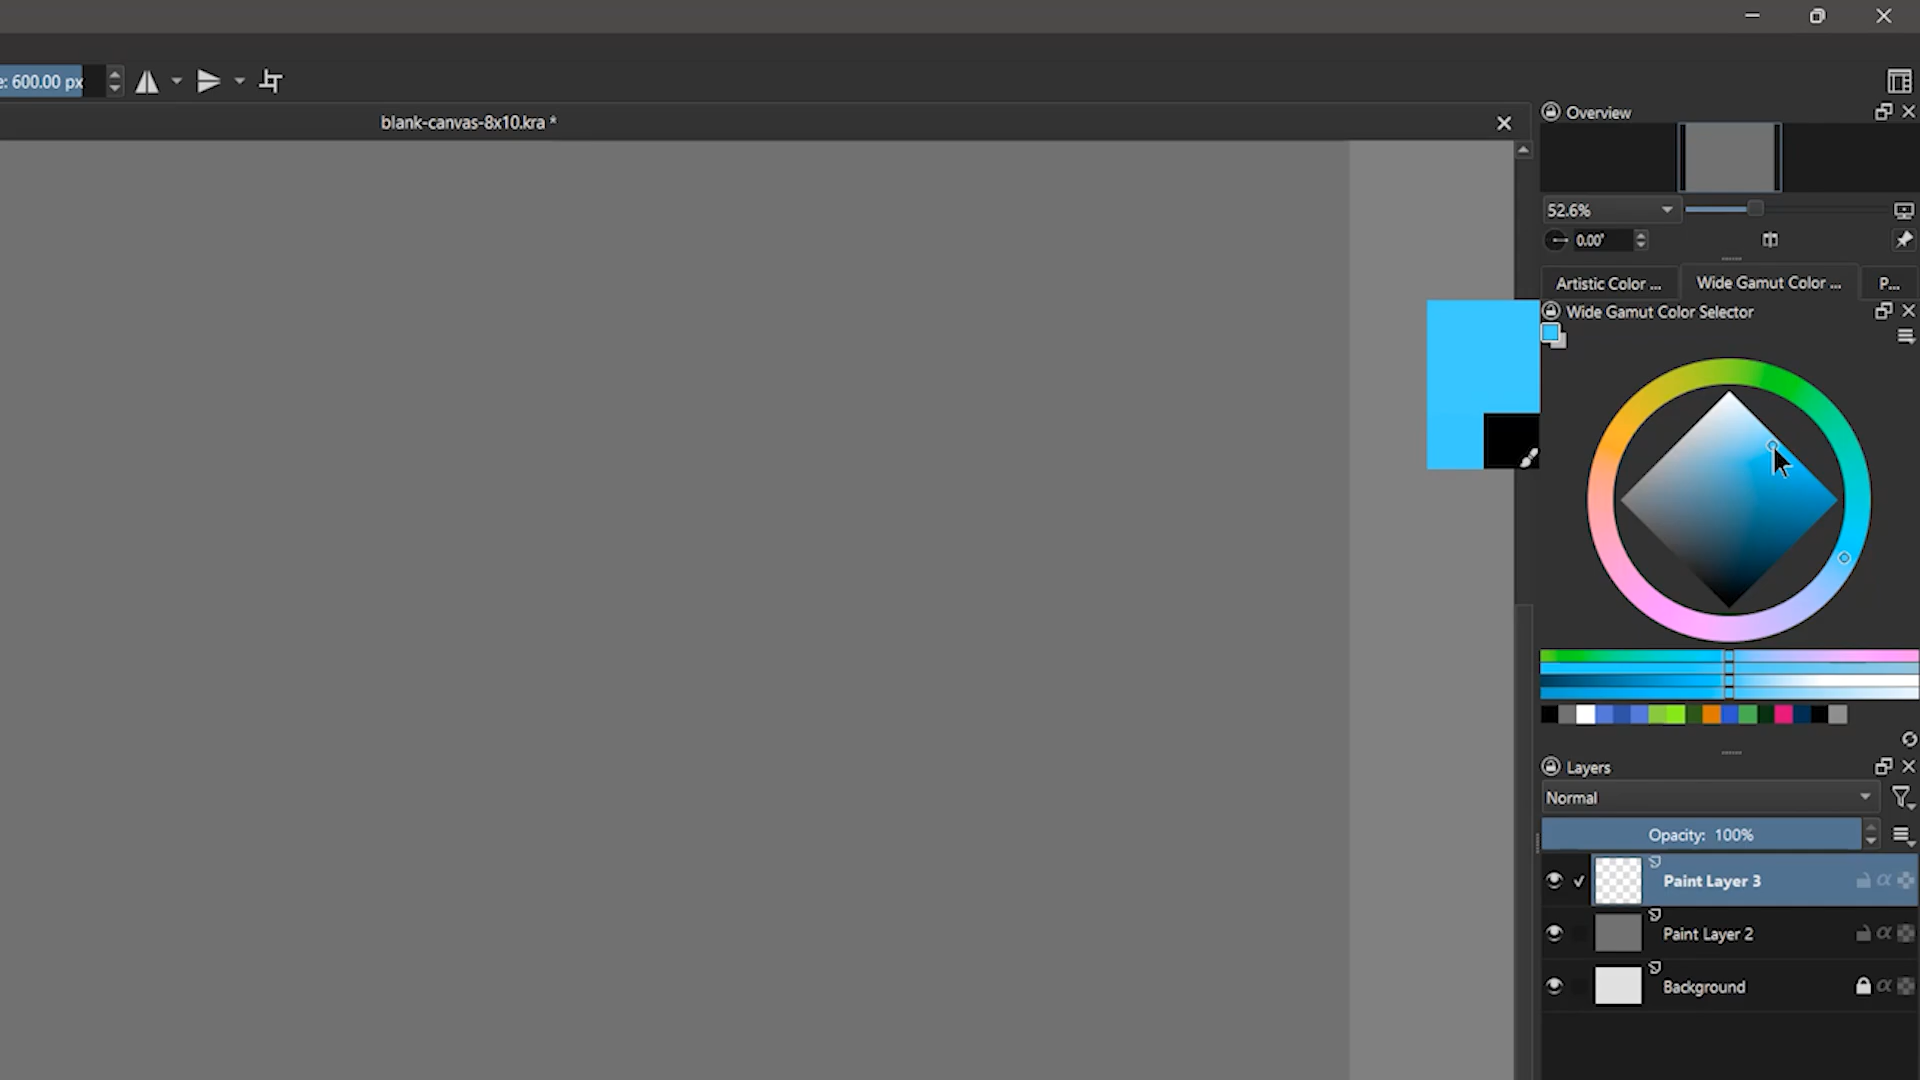 e: 600.00 px
blank-canvas-8x10.kra *
Overview
52.6%
0.00°
Artistic Color ...
Wide Gamut Color ...
P...
Wide Gamut Color Selector
Layers
Normal
Opacity: 100%
Paint Layer 3
α
Paint Layer 2
α
Background
α